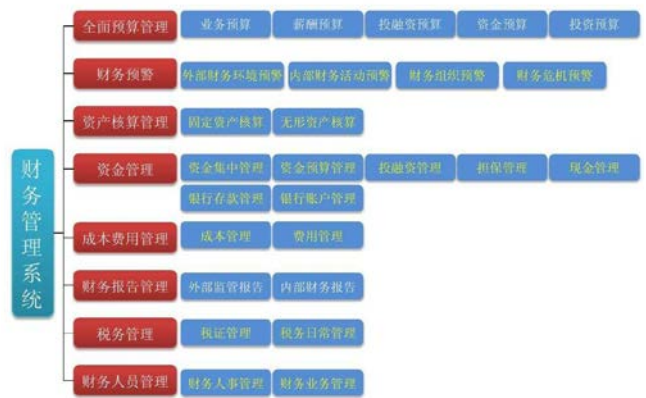 财务管理系统
全面预算管理 业务预算 薪酬预算 投融资预算 资金预算 投资预算
财务预警 外部财务环境预警 内部财务活动预警 财务组织预警 财务危机预警
资产核算管理 固定资产核算 无形资产核算
资金管理 资金集中管理 资金预算管理 投融资管理 担保管理 现金管理
银行存款管理 银行账户管理
成本费用管理 成本管理 费用管理
财务报告管理 外部监管报告 内部财务报告
税务管理 税证管理 税务日常管理
财务人员管理 财务人事管理 财务业务管理